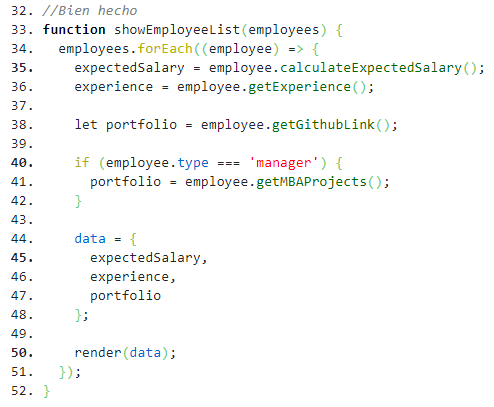 32. //Bien hecho
33. function showEmployeeList(employees) {
34.   employees.forEach((employee) => {
35.     expectedSalary = employee.calculateExpectedSalary();
36.     experience = employee.getExperience();
37.
38.     let portfolio = employee.getGithubLink();
39.
40.     if (employee.type === 'manager') {
41.       portfolio = employee.getMBAProjects();
42.     }
43.
44.     data = {
45.       expectedSalary,
46.       experience,
47.       portfolio
48.     };
49.
50.     render(data);
51.   });
52. }